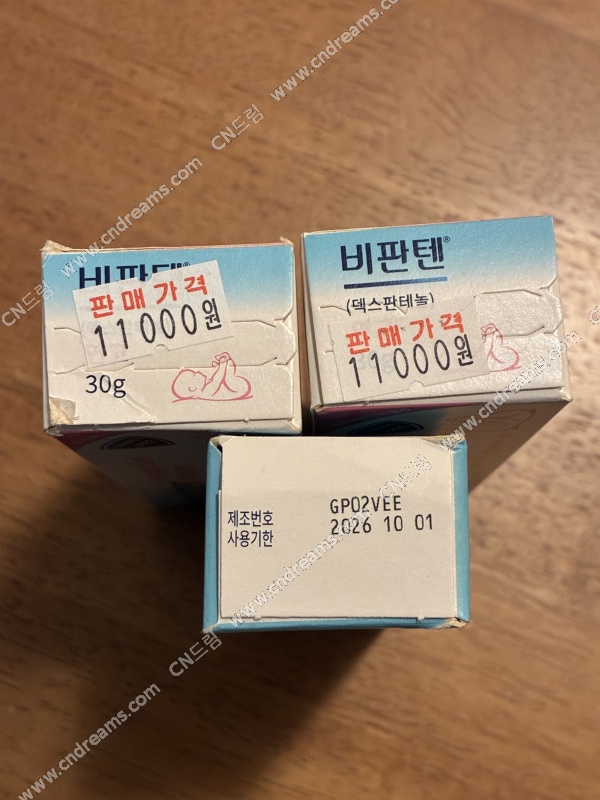 비판텐
판매가격
11000원
30g
비판텐®
(덱스판테놀)
판매가격
11000원
제조번호 GP02VEE
사용기한 2026 10 01
www.cndreams.com CN드림